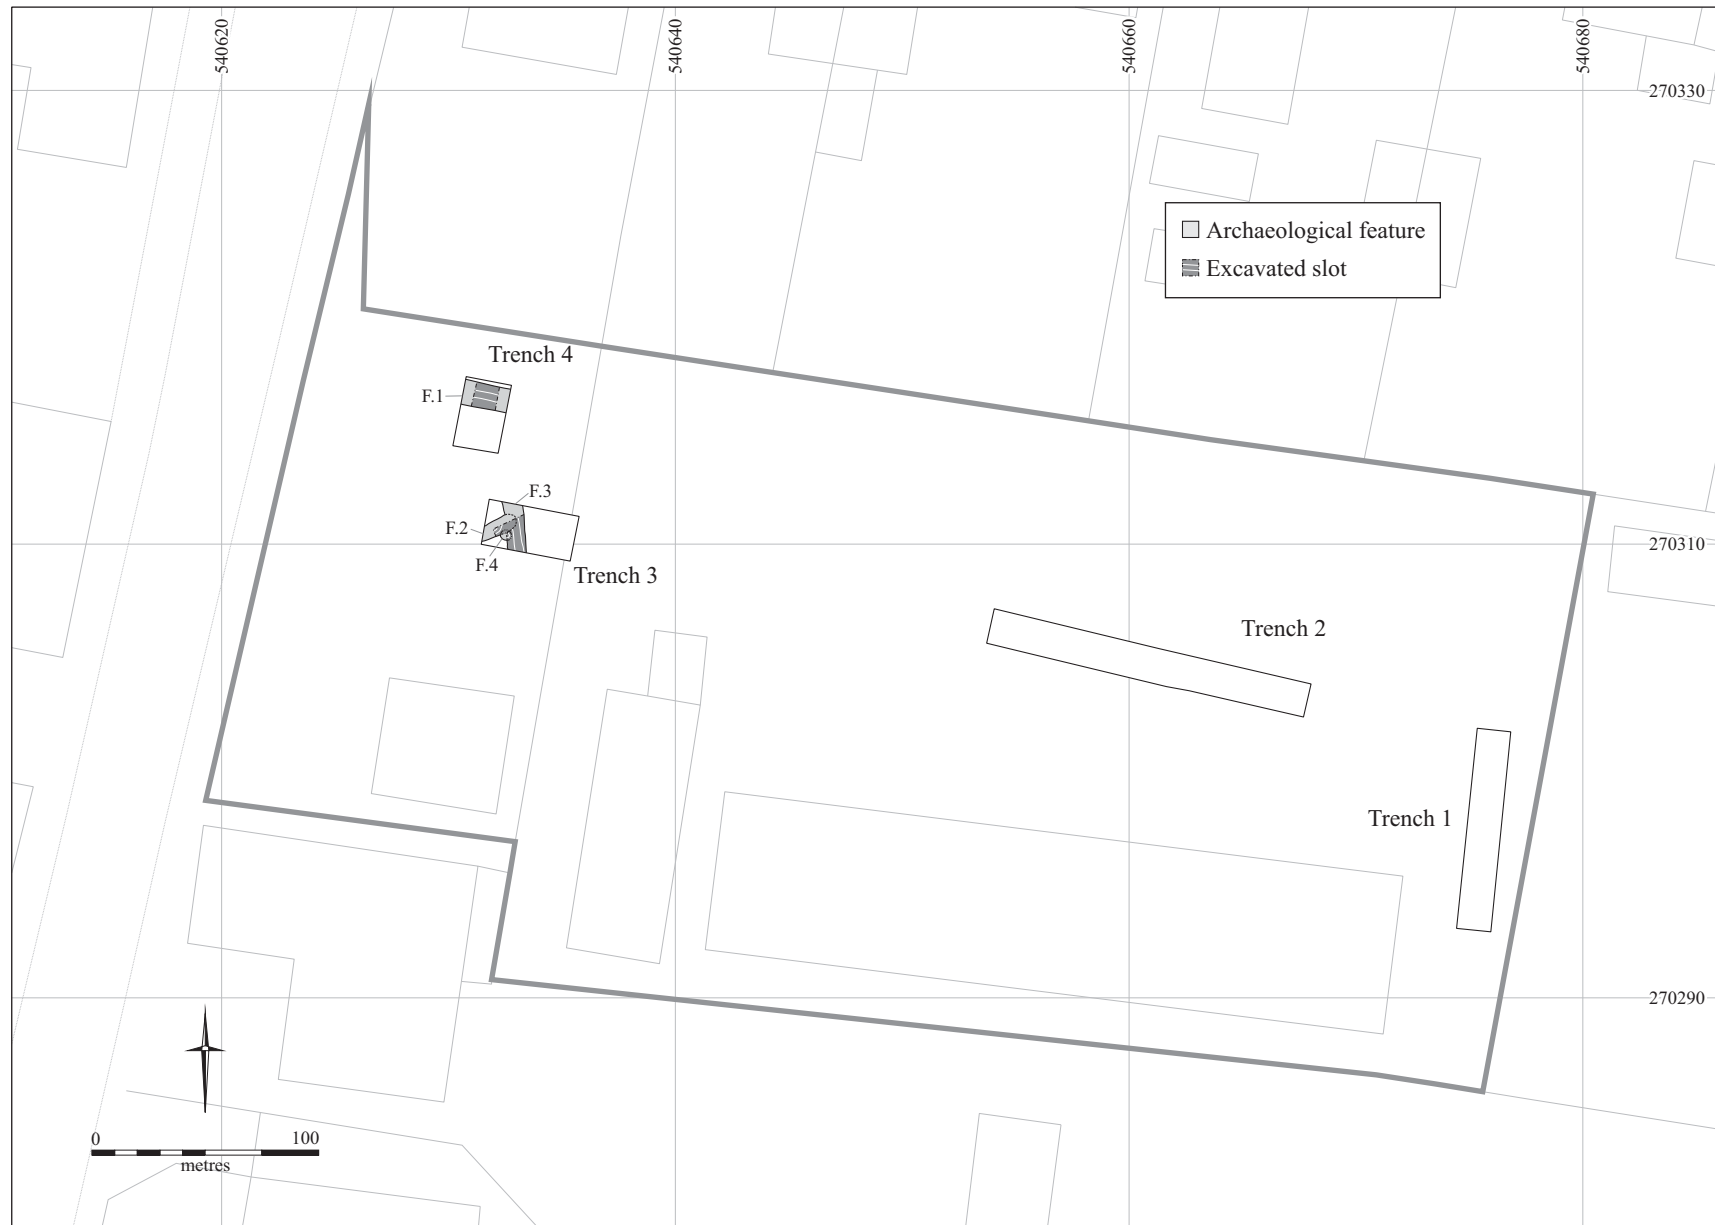 540620
540640
540660
540680
270330
Archaeological feature
Excavated slot
Trench 4
F.1
F.3
F.2
F.4
270310
Trench 3
Trench 2
Trench 1
270290
0 100
metres